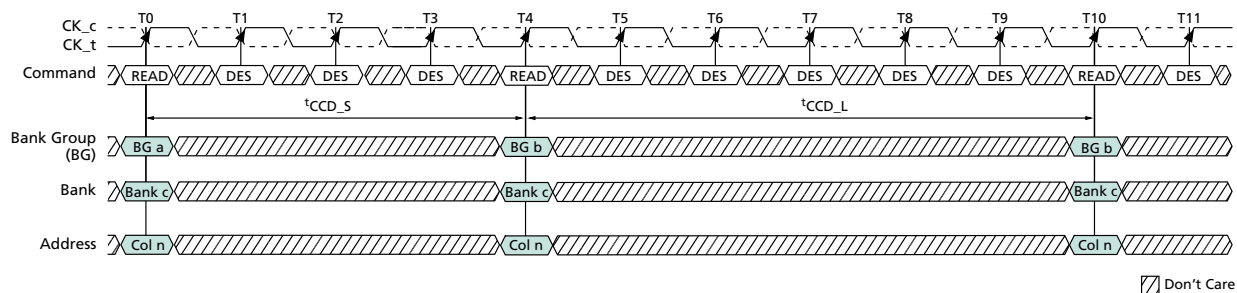 T0 T1 T2 T3 T4 T5 T6 T7 T8 T9 T10 T11
CK_c
CK_t
Command READ DES DES DES READ DES DES DES DES DES READ DES
tCCD_S tCCD_L
Bank Group
(BG) BG a BG b BG b
Bank Bank c Bank c Bank c
Address Col n Col n Col n
Don't Care